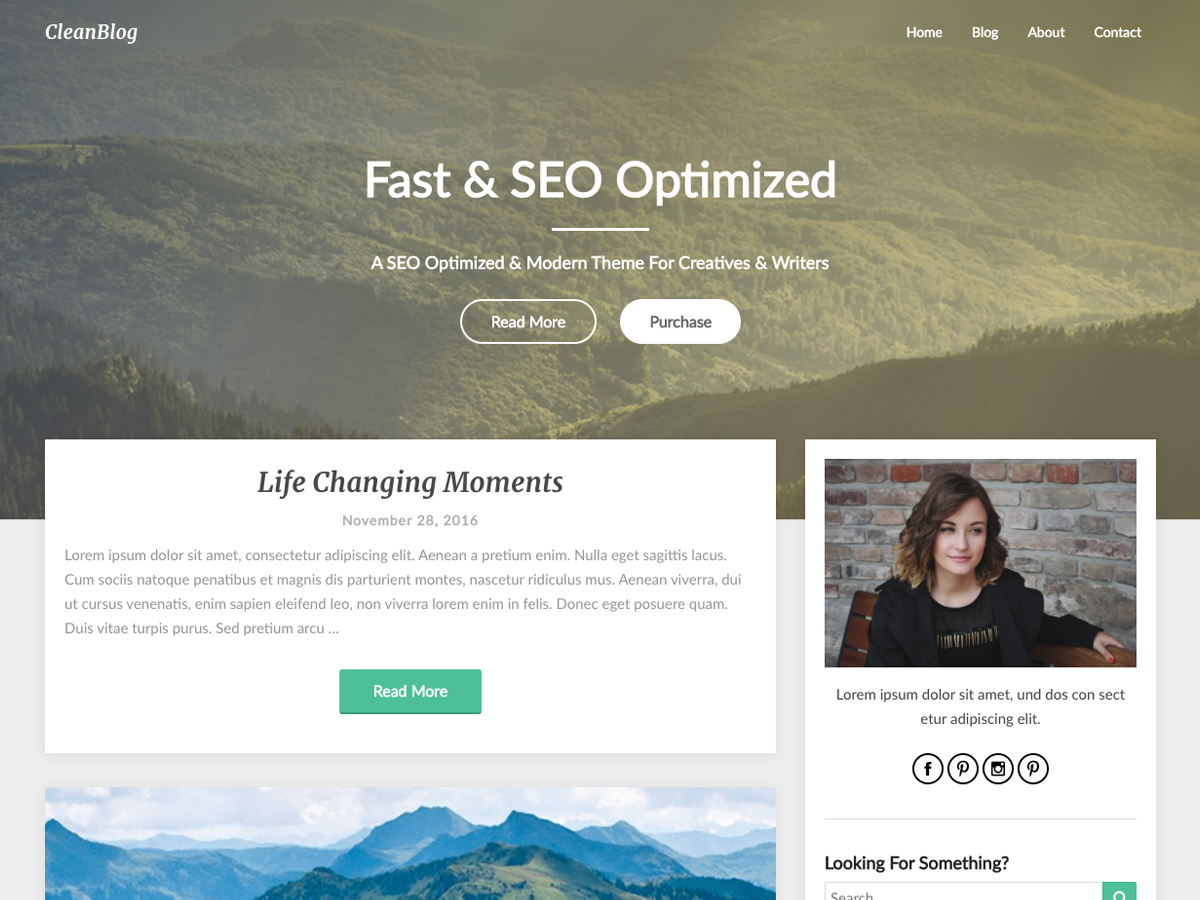 CleanBlog
Home Blog About Contact
Fast & SEO Optimized
A SEO Optimized & Modern Theme For Creatives & Writers
Read More Purchase
Life Changing Moments
November 28, 2016
Lorem ipsum dolor sit amet, consectetur adipiscing elit. Aenean a pretium enim. Nulla eget sagittis lacus.
Cum sociis natoque penatibus et magnis dis parturient montes, nascetur ridiculus mus. Aenean viverra, dui
ut cursus venenatis, enim sapien eleifend leo, non viverra lorem enim in felis. Donec eget posuere quam.
Duis vitae turpis purus. Sed pretium arcu ...
Read More
Lorem ipsum dolor sit amet, und dos con sect
etur adipiscing elit.
Looking For Something?
Search